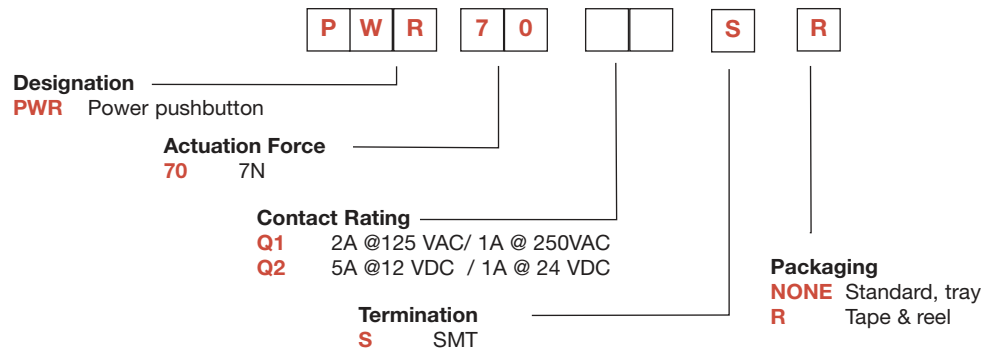 P W R 7 0 S R
Designation
PWR Power pushbutton
Actuation Force
70 7N
Contact Rating
Q1 2A @125 VAC/ 1A @ 250VAC
Q2 5A @12 VDC / 1A @ 24 VDC
Termination
S SMT
Packaging
NONE Standard, tray
R Tape & reel